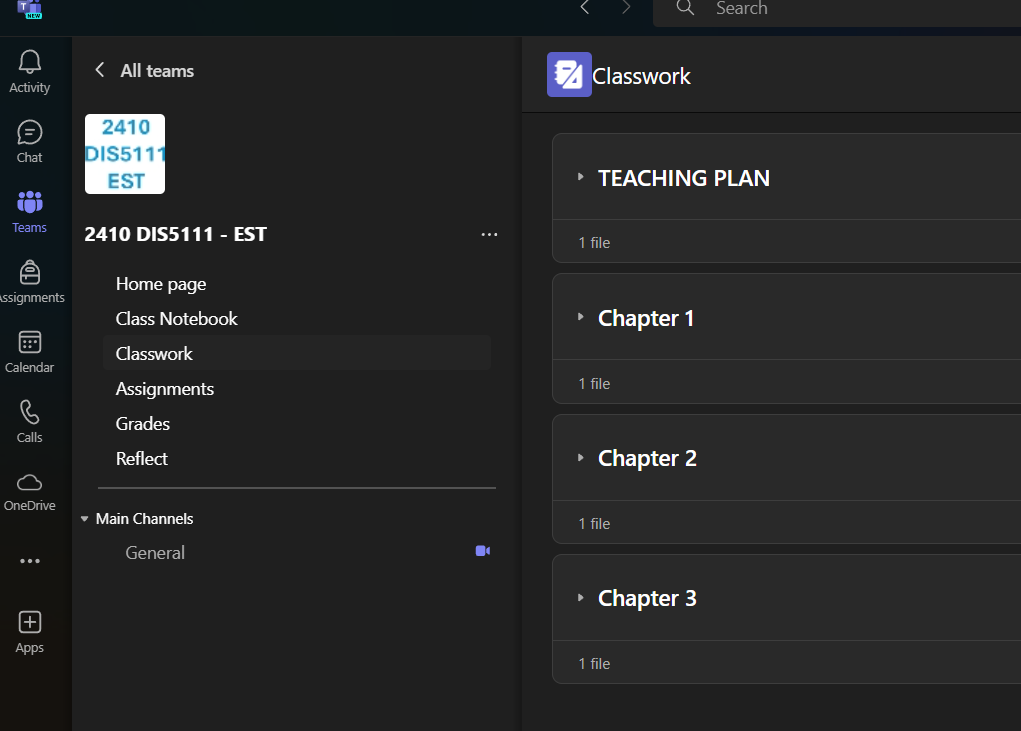 NEW
Search
Activity
Chat
Teams
Assignments
Calendar
Calls
OneDrive
Apps
All teams
2410
DIS5111
EST
2410 DIS5111 - EST
Home page
Class Notebook
Classwork
Assignments
Grades
Reflect
Main Channels
General
Classwork
TEACHING PLAN
1 file
Chapter 1
1 file
Chapter 2
1 file
Chapter 3
1 file